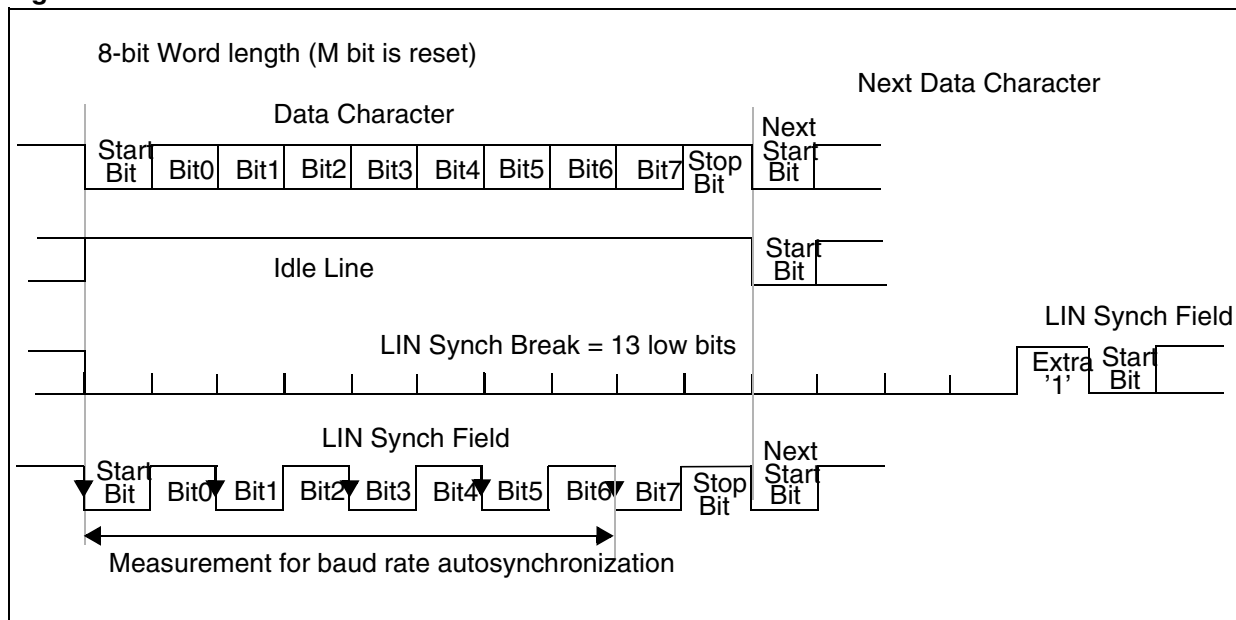 8-bit Word length (M bit is reset)
Next Data Character
Data Character
Start Bit
Bit0
Bit1
Bit2
Bit3
Bit4
Bit5
Bit6
Bit7
Stop Bit
Next Start Bit
Idle Line
Start Bit
LIN Synch Field
LIN Synch Break = 13 low bits
Extra '1'
Start Bit
LIN Synch Field
Start Bit
Bit0
Bit1
Bit2
Bit3
Bit4
Bit5
Bit6
Bit7
Stop Bit
Next Start Bit
Measurement for baud rate autosynchronization